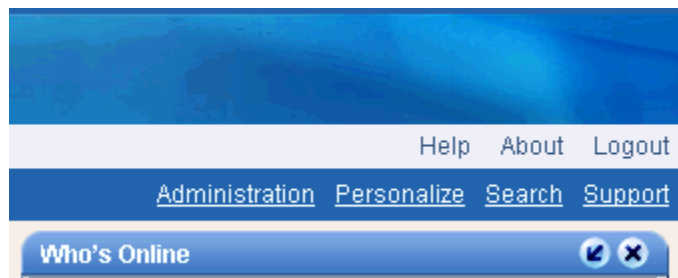 Help About Logout
Administration Personalize Search Support
Who's Online